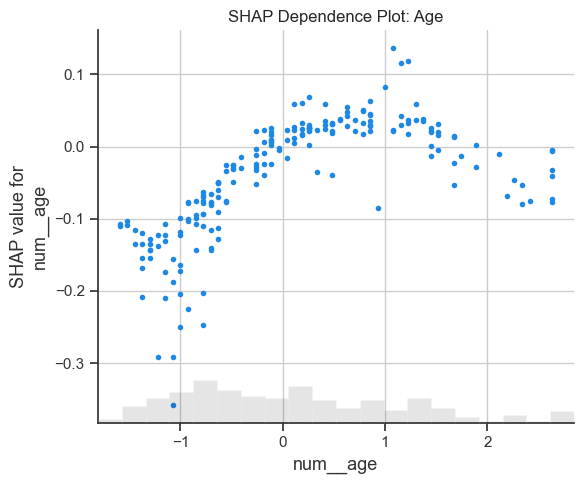 SHAP Dependence Plot: Age
0.1
0.0
−0.1
−0.2
−0.3
SHAP value for
num__age
−1
0
1
2
num__age